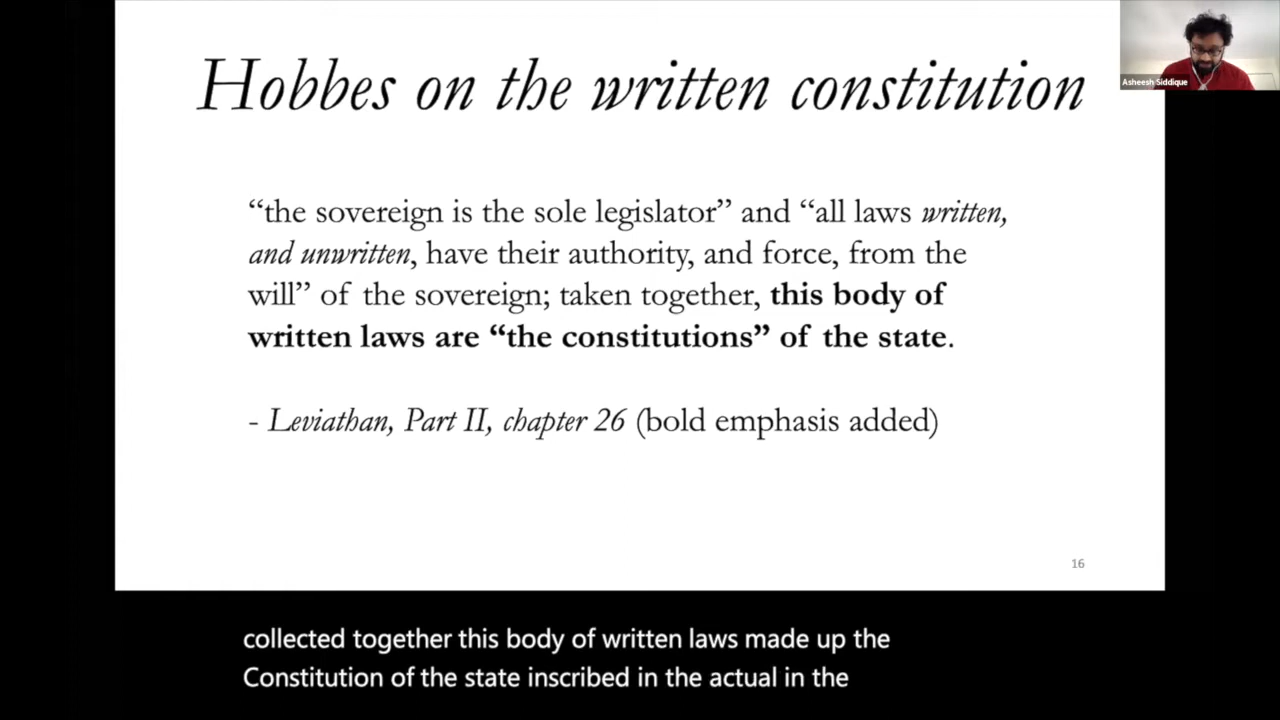 Hobbes on the written constitution
Asheesh Siddique
“the sovereign is the sole legislator” and “all laws written,
and unwritten, have their authority, and force, from the
will” of the sovereign; taken together, this body of
written laws are “the constitutions” of the state.
- Leviathan, Part II, chapter 26 (bold emphasis added)
16
collected together this body of written laws made up the
Constitution of the state inscribed in the actual in the